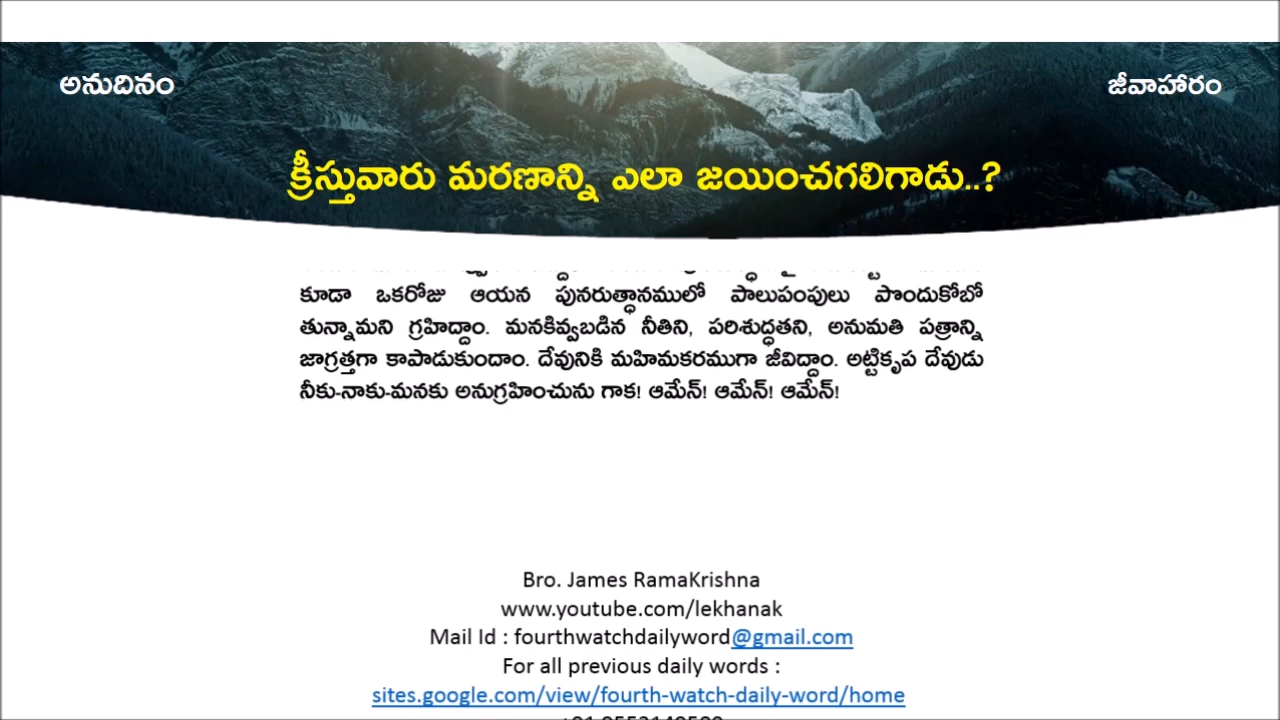 అనుదినం
జీవాహారం
క్రీస్తువారు మరణాన్ని ఎలా జయించగలిగాడు..?
కూడా ఒకరోజు ఆయన పునరుత్థానములో పాలుపంపులు పొందుకోబో
తున్నామని గ్రహిద్దాం. మనకివ్వబడిన నీతిని, పరిశుద్ధతని, అనుమతి పత్రాన్ని
జాగ్రత్తగా కాపాడుకుందాం. దేవునికి మహిమకరముగా జీవిద్దాం. అట్టికృప దేవుడు
నీకు-నాకు-మనకు అనుగ్రహించును గాక! ఆమేన్! ఆమేన్! ఆమేన్!
Bro. James RamaKrishna
www.youtube.com/lekhanak
Mail Id : fourthwatchdailyword@gmail.com
For all previous daily words :
sites.google.com/view/fourth-watch-daily-word/home